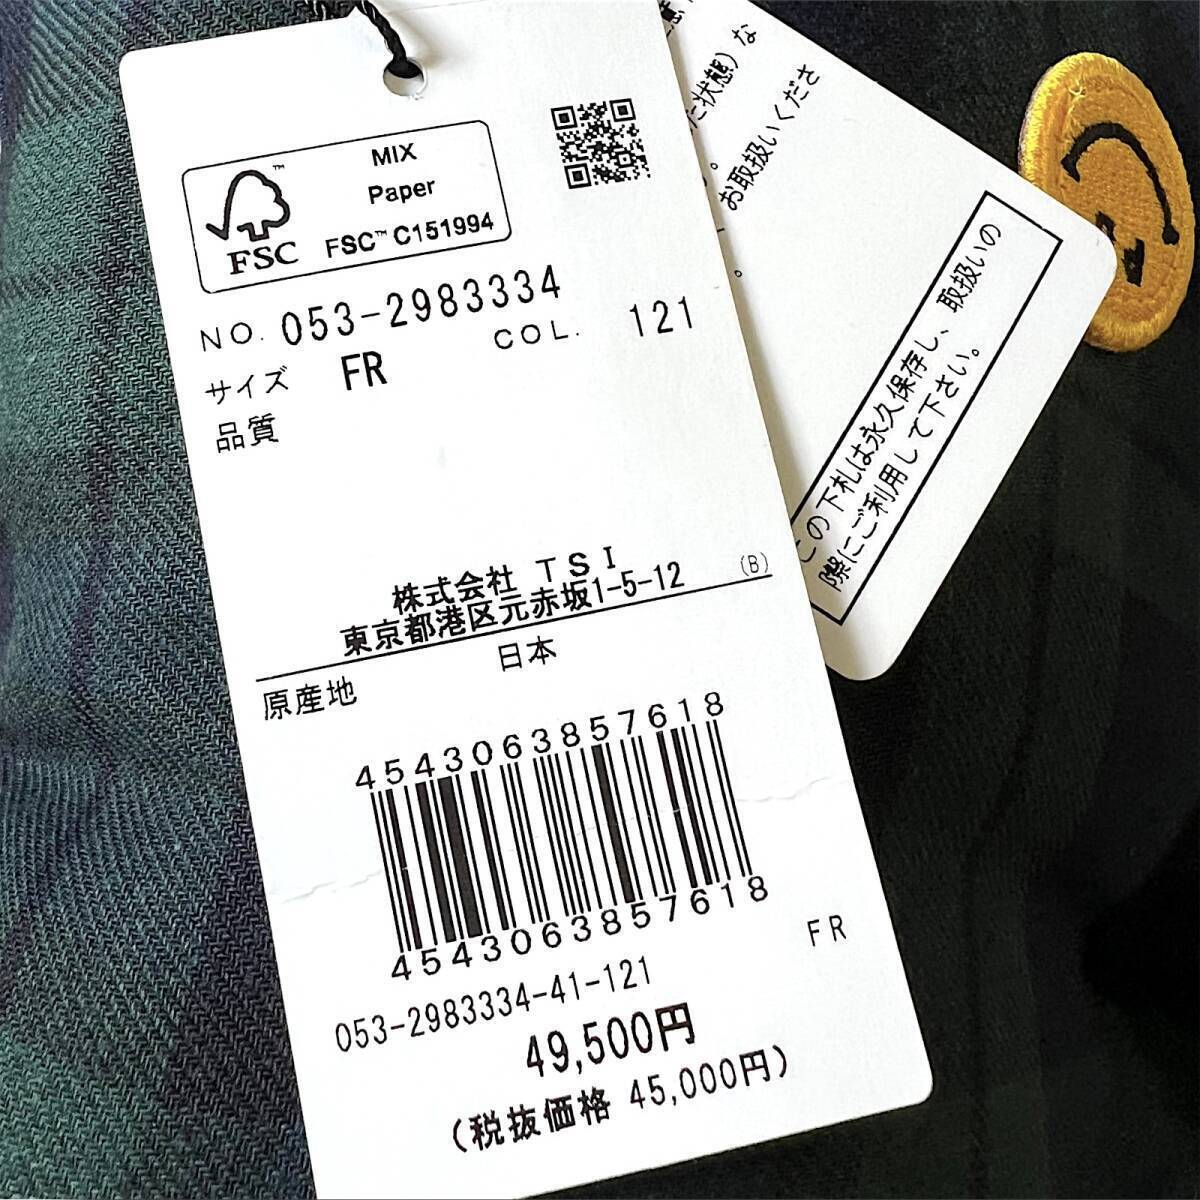 MIX
Paper
FSC™ C151994
FSC
NO. 053-2983334
COL. 121
サイズ FR
品質
株式会社 TSI
(B)
東京都港区元赤坂1-5-12
原産地 日本
4543063857618
4543063857618
FR
053-2983334-41-121
49,500円
(税抜価格 45,000円)
た状態)な
お取扱いくださ
この下札は永久保存し、取扱いの
際にご利用して下さい。